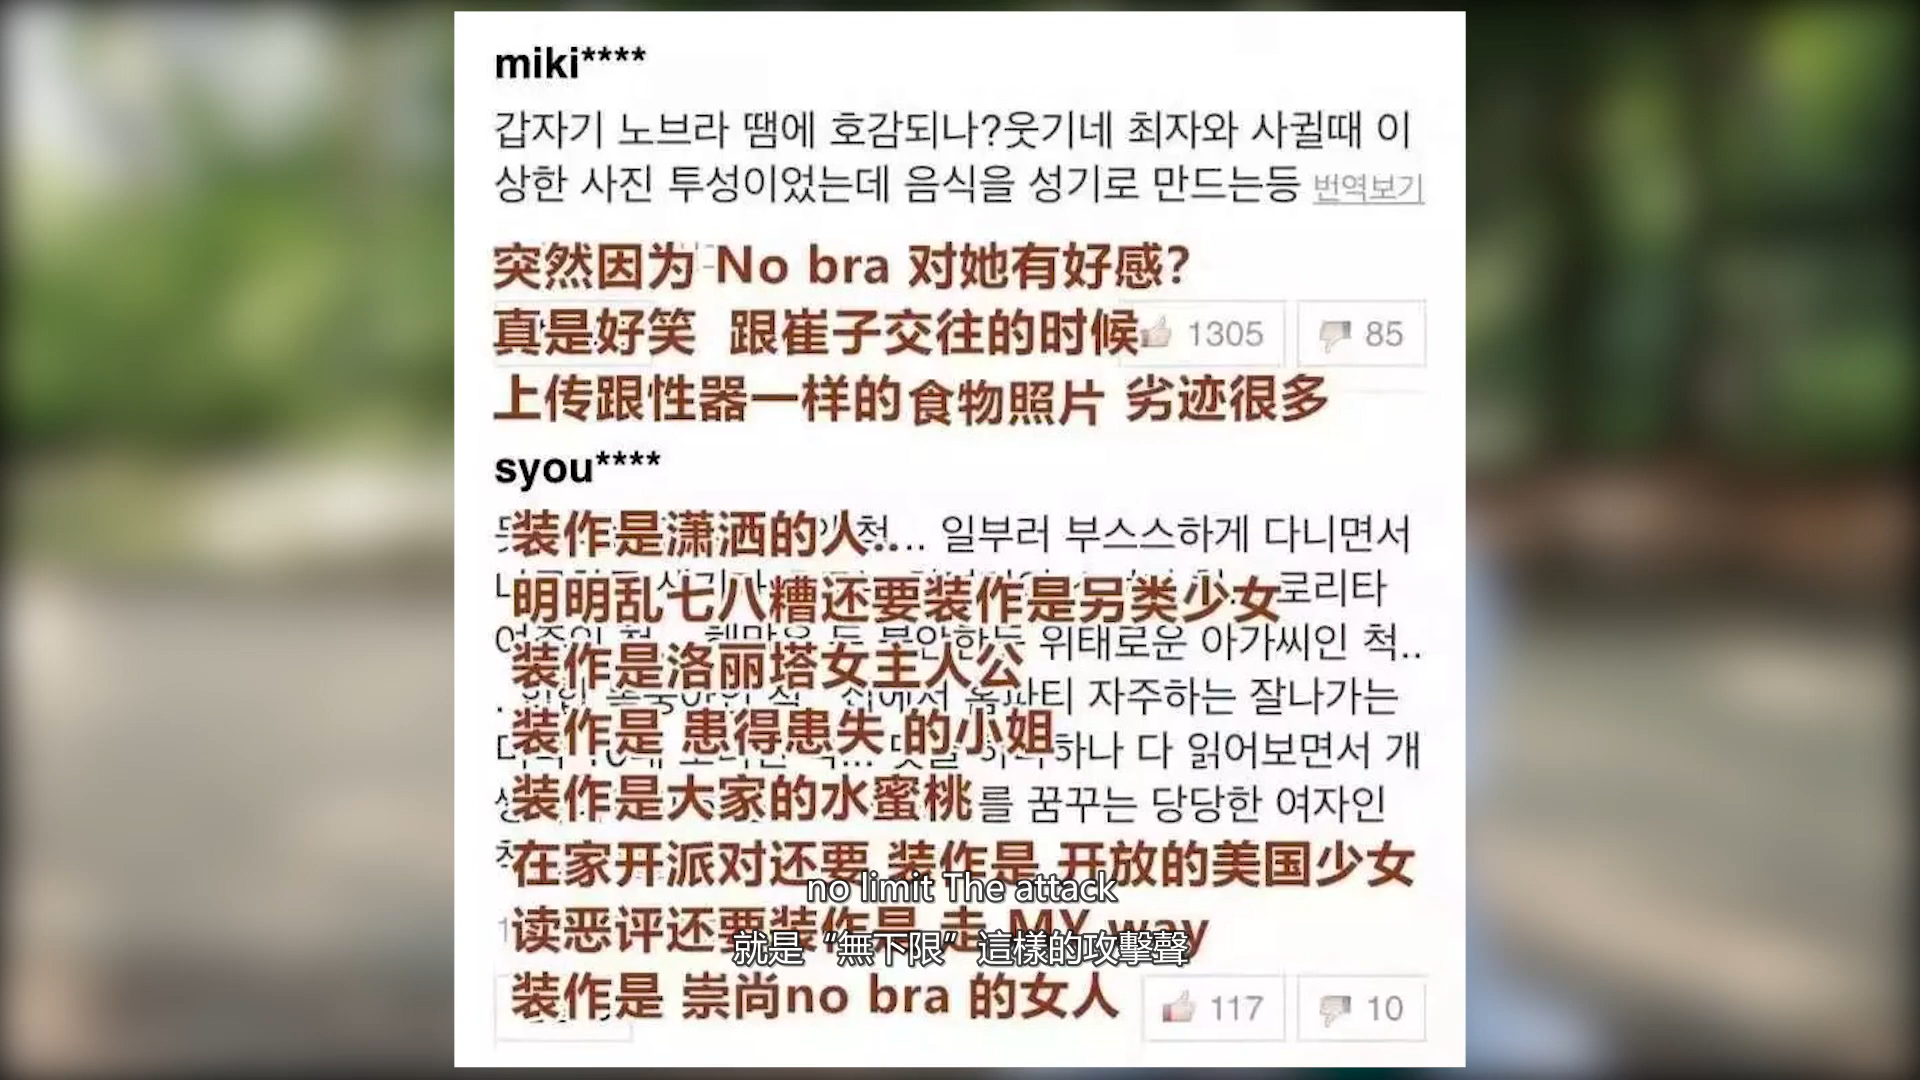 miki****
갑자기 노브라 땜에 호감되나?웃기네 최자와 사귈때 이
상한 사진 투성이었는데 음식을 성기로 만드는등 번역보기
突然因为 No bra 对她有好感?
真是好笑 跟崔子交往的时候 1305 85
上传跟性器一样的食物照片 劣迹很多
syou****
装作是潇洒的人... 일부러 부스스하게 다니면서
明明乱七八糟还要装作是另类少女 로리타
위태로운 아가씨인 척..
装作是洛丽塔女主人公
자주하는 잘나가는
装作是 患得患失 的小姐
하나 다 읽어보면서 개
装作是大家的水蜜桃 를 꿈꾸는 당당한 여자인
在家开派对还要 装作是 开放的美国少女
no limit The attack
读恶评还要装作是 走 MY way
就是“無下限”這樣的攻擊聲
装作是 崇尚no bra 的女人 117 10